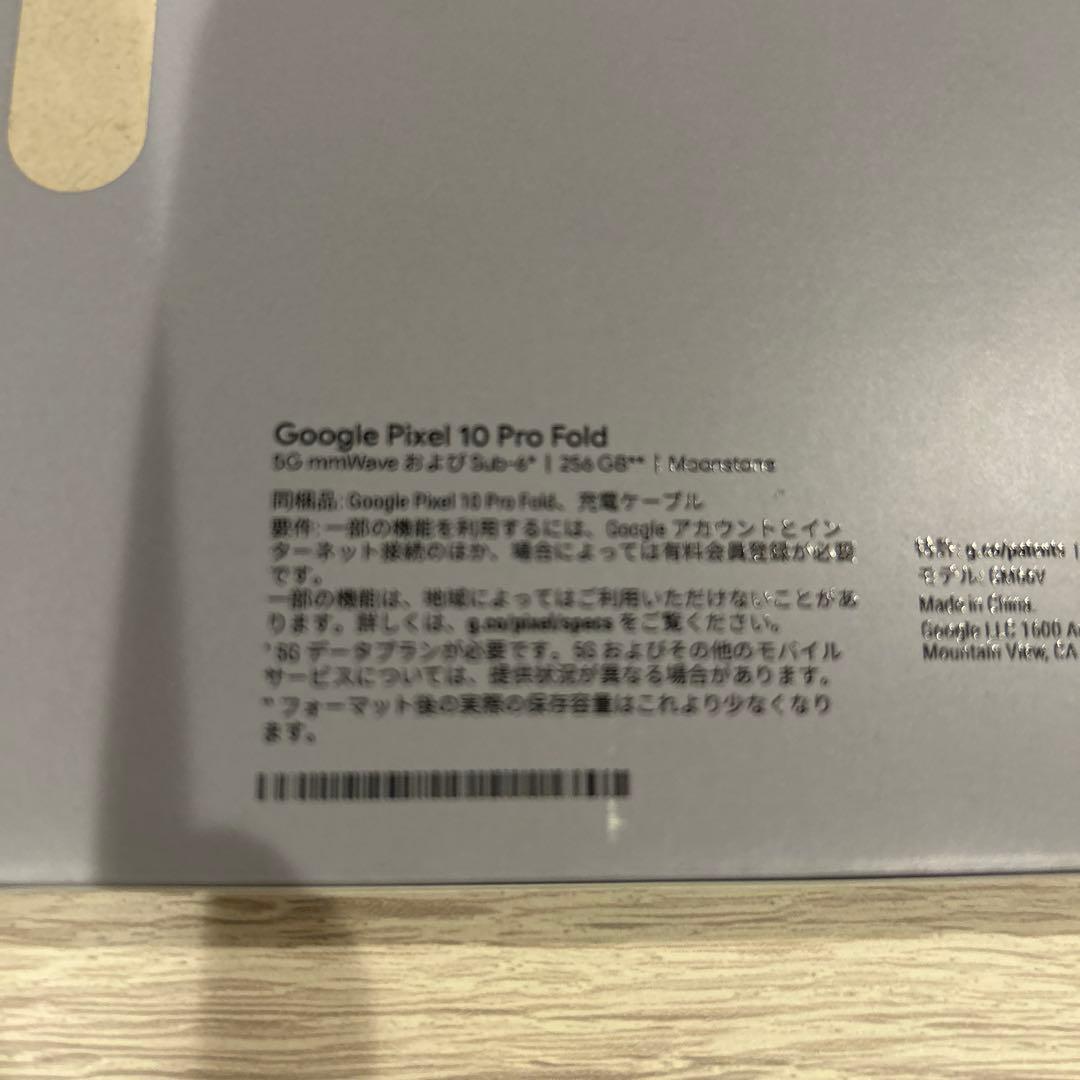 Google Pixel 10 Pro Fold
5G mmWave および Sub-6* | 256 GB** | Moonstone
同梱品: Google Pixel 10 Pro Fold、充電ケーブル
要件: 一部の機能を利用するには、Google アカウントとイン
ターネット接続のほか、場合によっては有料会員登録が必要
です。
一部の機能は、地域によってはご利用いただけないことがあ
ります。詳しくは、g.co/pixel/specs をご覧ください。
*5G データプランが必要です。5G およびその他のモバイル
サービスについては、提供状況が異なる場合があります。
** フォーマット後の実際の保存容量はこれより少なくなり
ます。
特許: g.co/patents |
モデル:
Made in China.
Google LLC 1600
Mountain View, CA